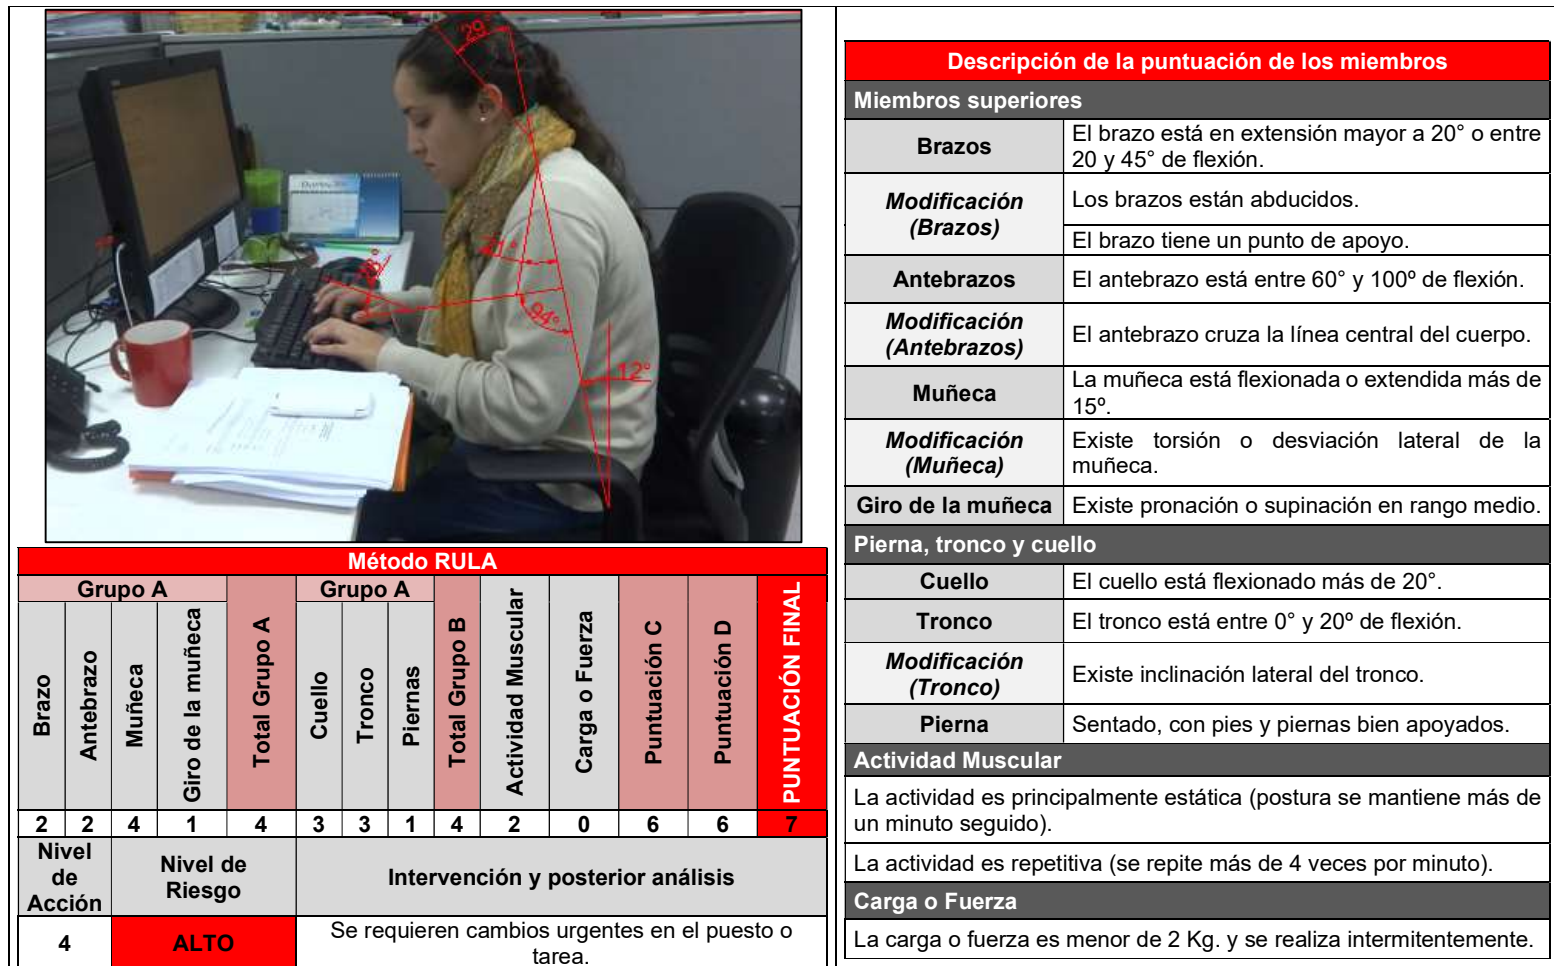 29°
21°
28°
94°
12°
Método RULA
Grupo A
Grupo A
Brazo
Antebrazo
Muñeca
Giro de la muñeca
Total Grupo A
Cuello
Tronco
Piernas
Total Grupo B
Actividad Muscular
Carga o Fuerza
Puntuación C
Puntuación D
PUNTUACIÓN FINAL
2 2 4 1 4 3 3 1 4 2 0 6 6 7
Nivel
de
Acción
Nivel de
Riesgo
Intervención y posterior análisis
4
ALTO
Se requieren cambios urgentes en el puesto o
tarea.
Descripción de la puntuación de los miembros
Miembros superiores
Brazos
El brazo está en extensión mayor a 20° o entre
20 y 45° de flexión.
Modificación
(Brazos)
Los brazos están abducidos.
El brazo tiene un punto de apoyo.
Antebrazos
El antebrazo está entre 60° y 100º de flexión.
Modificación
(Antebrazos)
El antebrazo cruza la línea central del cuerpo.
Muñeca
La muñeca está flexionada o extendida más de
15º.
Modificación
(Muñeca)
Existe torsión o desviación lateral de la
muñeca.
Giro de la muñeca
Existe pronación o supinación en rango medio.
Pierna, tronco y cuello
Cuello
El cuello está flexionado más de 20°.
Tronco
El tronco está entre 0° y 20º de flexión.
Modificación
(Tronco)
Existe inclinación lateral del tronco.
Pierna
Sentado, con pies y piernas bien apoyados.
Actividad Muscular
La actividad es principalmente estática (postura se mantiene más de
un minuto seguido).
La actividad es repetitiva (se repite más de 4 veces por minuto).
Carga o Fuerza
La carga o fuerza es menor de 2 Kg. y se realiza intermitentemente.